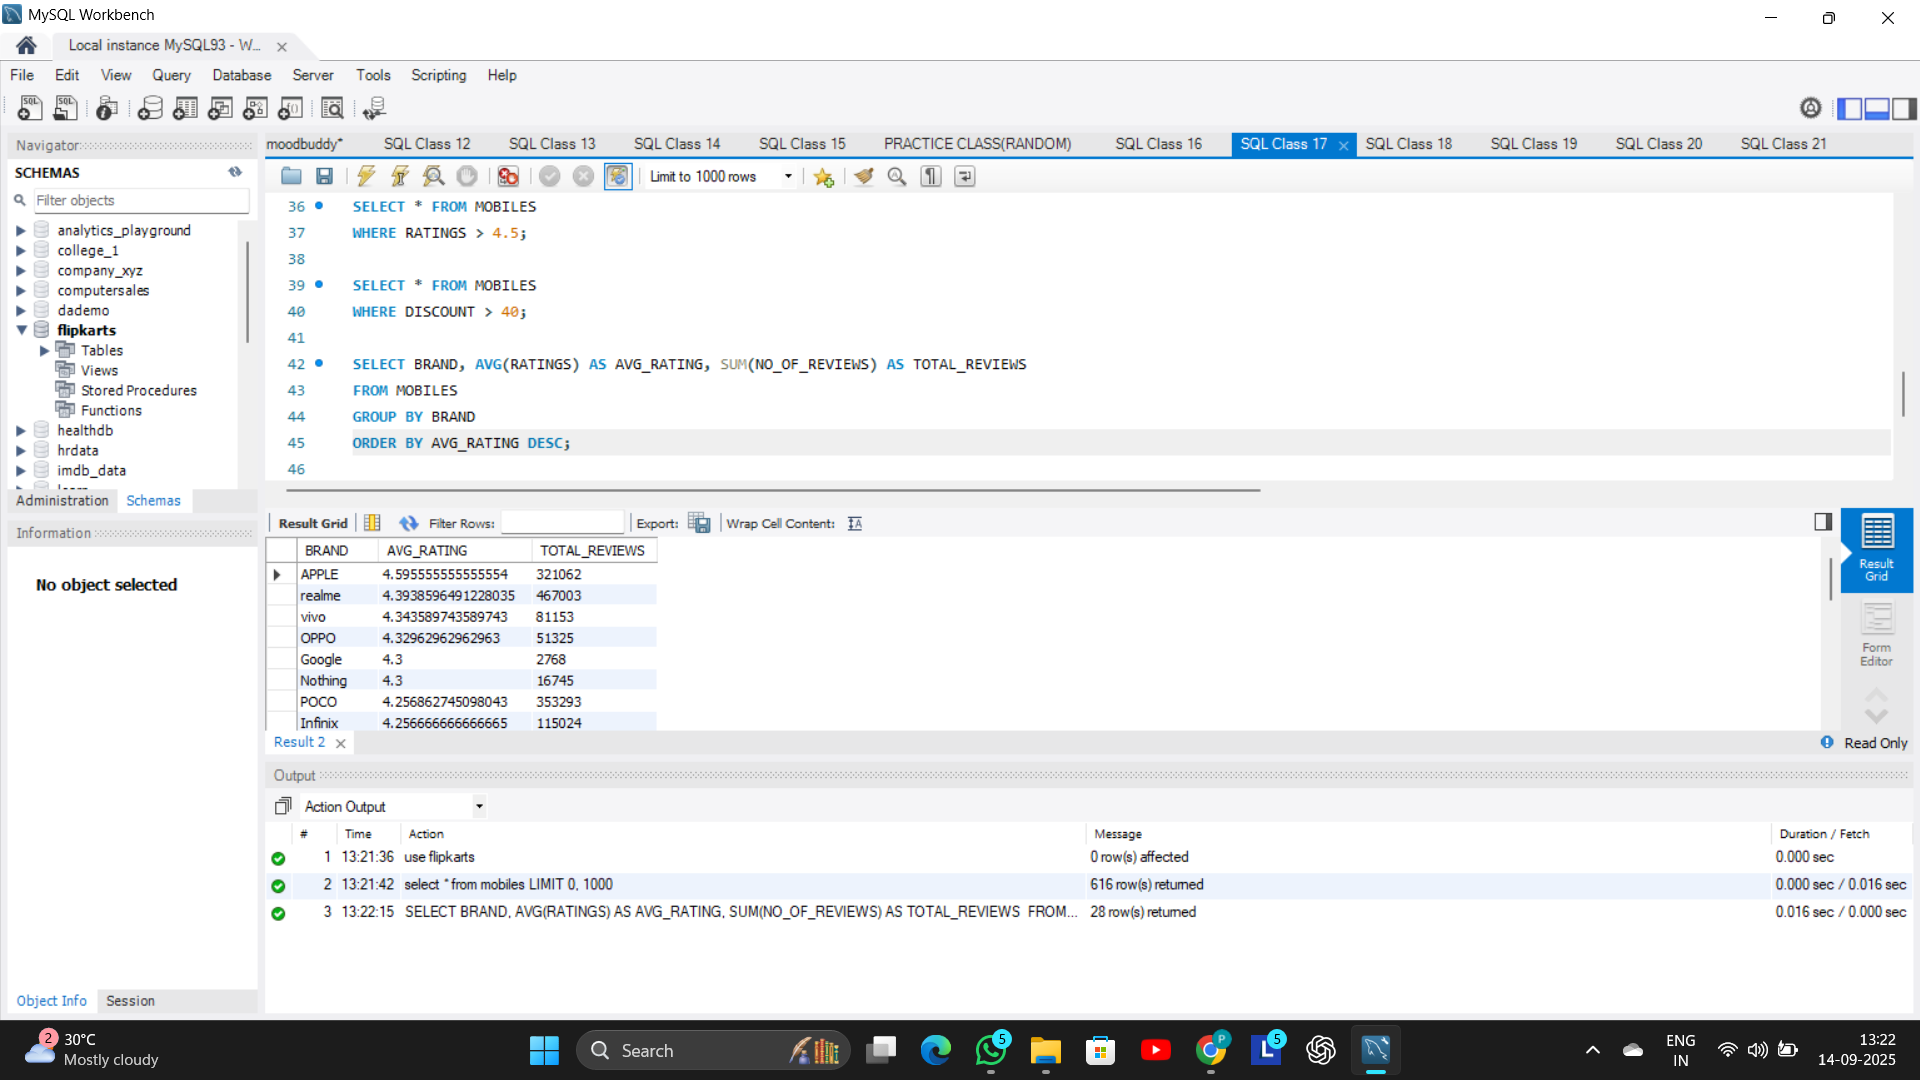 MySQL Workbench
Local instance MySQL93 - W...
File Edit View Query Database Server Tools Scripting Help
Navigator
SCHEMAS
Filter objects
analytics_playground
college_1
company_xyz
computersales
dademo
flipkarts
Tables
Views
Stored Procedures
Functions
healthdb
hrdata
imdb_data
Administration Schemas
Information
No object selected
Object Info Session
moodbuddy* SQL Class 12 SQL Class 13 SQL Class 14 SQL Class 15 PRACTICE CLASS(RANDOM) SQL Class 16 SQL Class 17 SQL Class 18 SQL Class 19 SQL Class 20 SQL Class 21
Limit to 1000 rows
36 SELECT * FROM MOBILES
37 WHERE RATINGS > 4.5;
38
39 SELECT * FROM MOBILES
40 WHERE DISCOUNT > 40;
41
42 SELECT BRAND, AVG(RATINGS) AS AVG_RATING, SUM(NO_OF_REVIEWS) AS TOTAL_REVIEWS
43 FROM MOBILES
44 GROUP BY BRAND
45 ORDER BY AVG_RATING DESC;
46
Result Grid Filter Rows: Export: Wrap Cell Content:
BRAND AVG_RATING TOTAL_REVIEWS
APPLE 4.595555555555554 321062
realme 4.3938596491228035 467003
vivo 4.343589743589743 81153
OPPO 4.32962962962963 51325
Google 4.3 2768
Nothing 4.3 16745
POCO 4.256862745098043 353293
Infinix 4.256666666666665 115024
Result Grid
Form Editor
Result 2
Read Only
Output
Action Output
# Time Action Message Duration / Fetch
1 13:21:36 use flipkarts 0 row(s) affected 0.000 sec
2 13:21:42 select * from mobiles LIMIT 0, 1000 616 row(s) returned 0.000 sec / 0.016 sec
3 13:22:15 SELECT BRAND, AVG(RATINGS) AS AVG_RATING, SUM(NO_OF_REVIEWS) AS TOTAL_REVIEWS FROM... 28 row(s) returned 0.016 sec / 0.000 sec
2
30°C
Mostly cloudy
Search
5
P
L
5
ENG
IN
13:22
14-09-2025